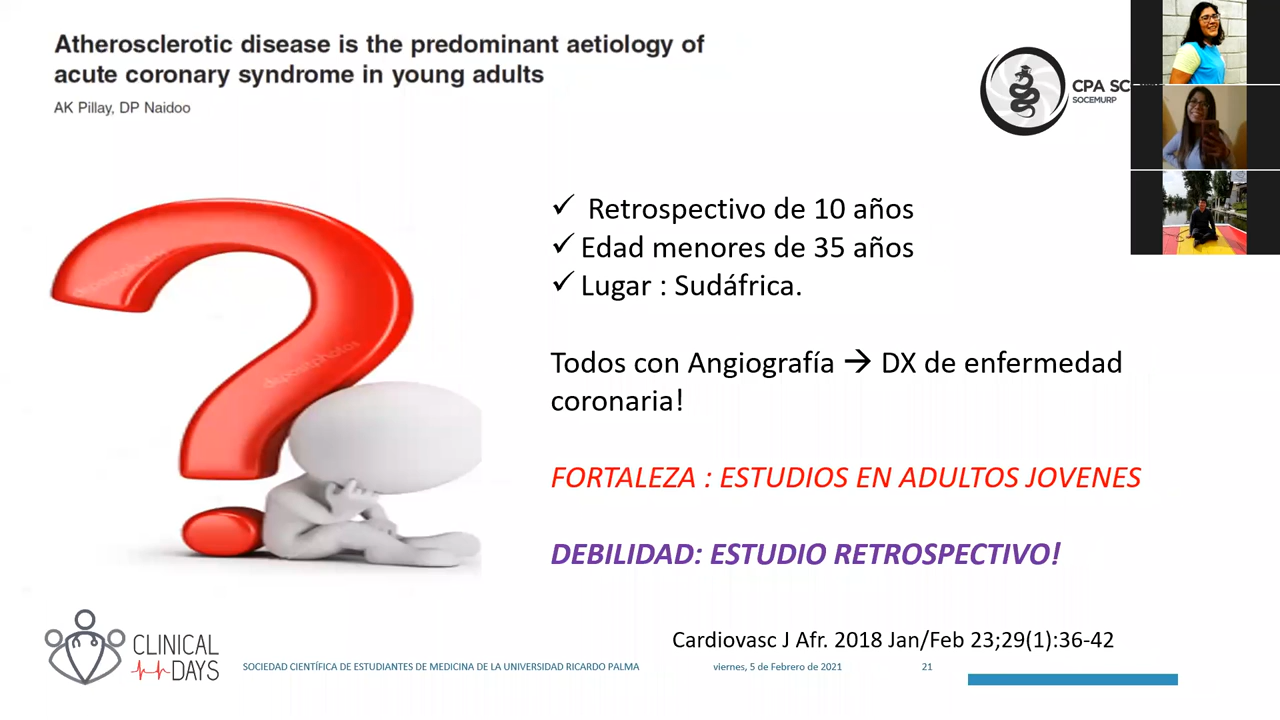 Atherosclerotic disease is the predominant aetiology of
acute coronary syndrome in young adults
AK Pillay, DP Naidoo
CPA SC
SOCEMURP
✓ Retrospectivo de 10 años
✓ Edad menores de 35 años
✓ Lugar : Sudáfrica.
Todos con Angiografía → DX de enfermedad
coronaria!
FORTALEZA : ESTUDIOS EN ADULTOS JOVENES
DEBILIDAD: ESTUDIO RETROSPECTIVO!
depositphotos
depositphotos
Cardiovasc J Afr. 2018 Jan/Feb 23;29(1):36-42
CLINICAL
DAYS
SOCIEDAD CIENTÍFICA DE ESTUDIANTES DE MEDICINA DE LA UNIVERSIDAD RICARDO PALMA
viernes, 5 de Febrero de 2021
21